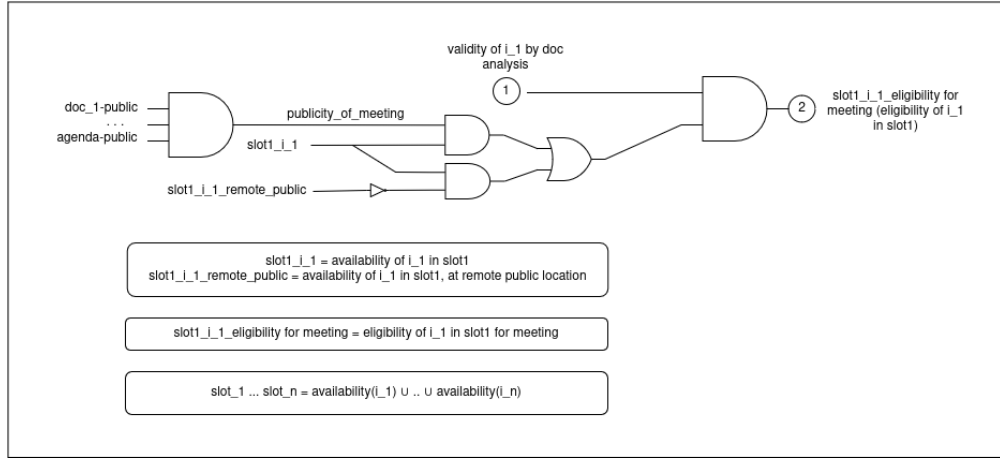 validity of i_1 by doc
analysis
1
2
slot1_i_1_eligibility for
meeting (eligibility of i_1
in slot1)
doc_1-public
. . .
agenda-public
publicity_of_meeting
slot1_i_1
slot1_i_1_remote_public
slot1_i_1 = availability of i_1 in slot1
slot1_i_1_remote_public = availability of i_1 in slot1, at remote public location
slot1_i_1_eligibility for meeting = eligibility of i_1 in slot1 for meeting
slot_1 ... slot_n = availability(i_1) ∪ .. ∪ availability(i_n)